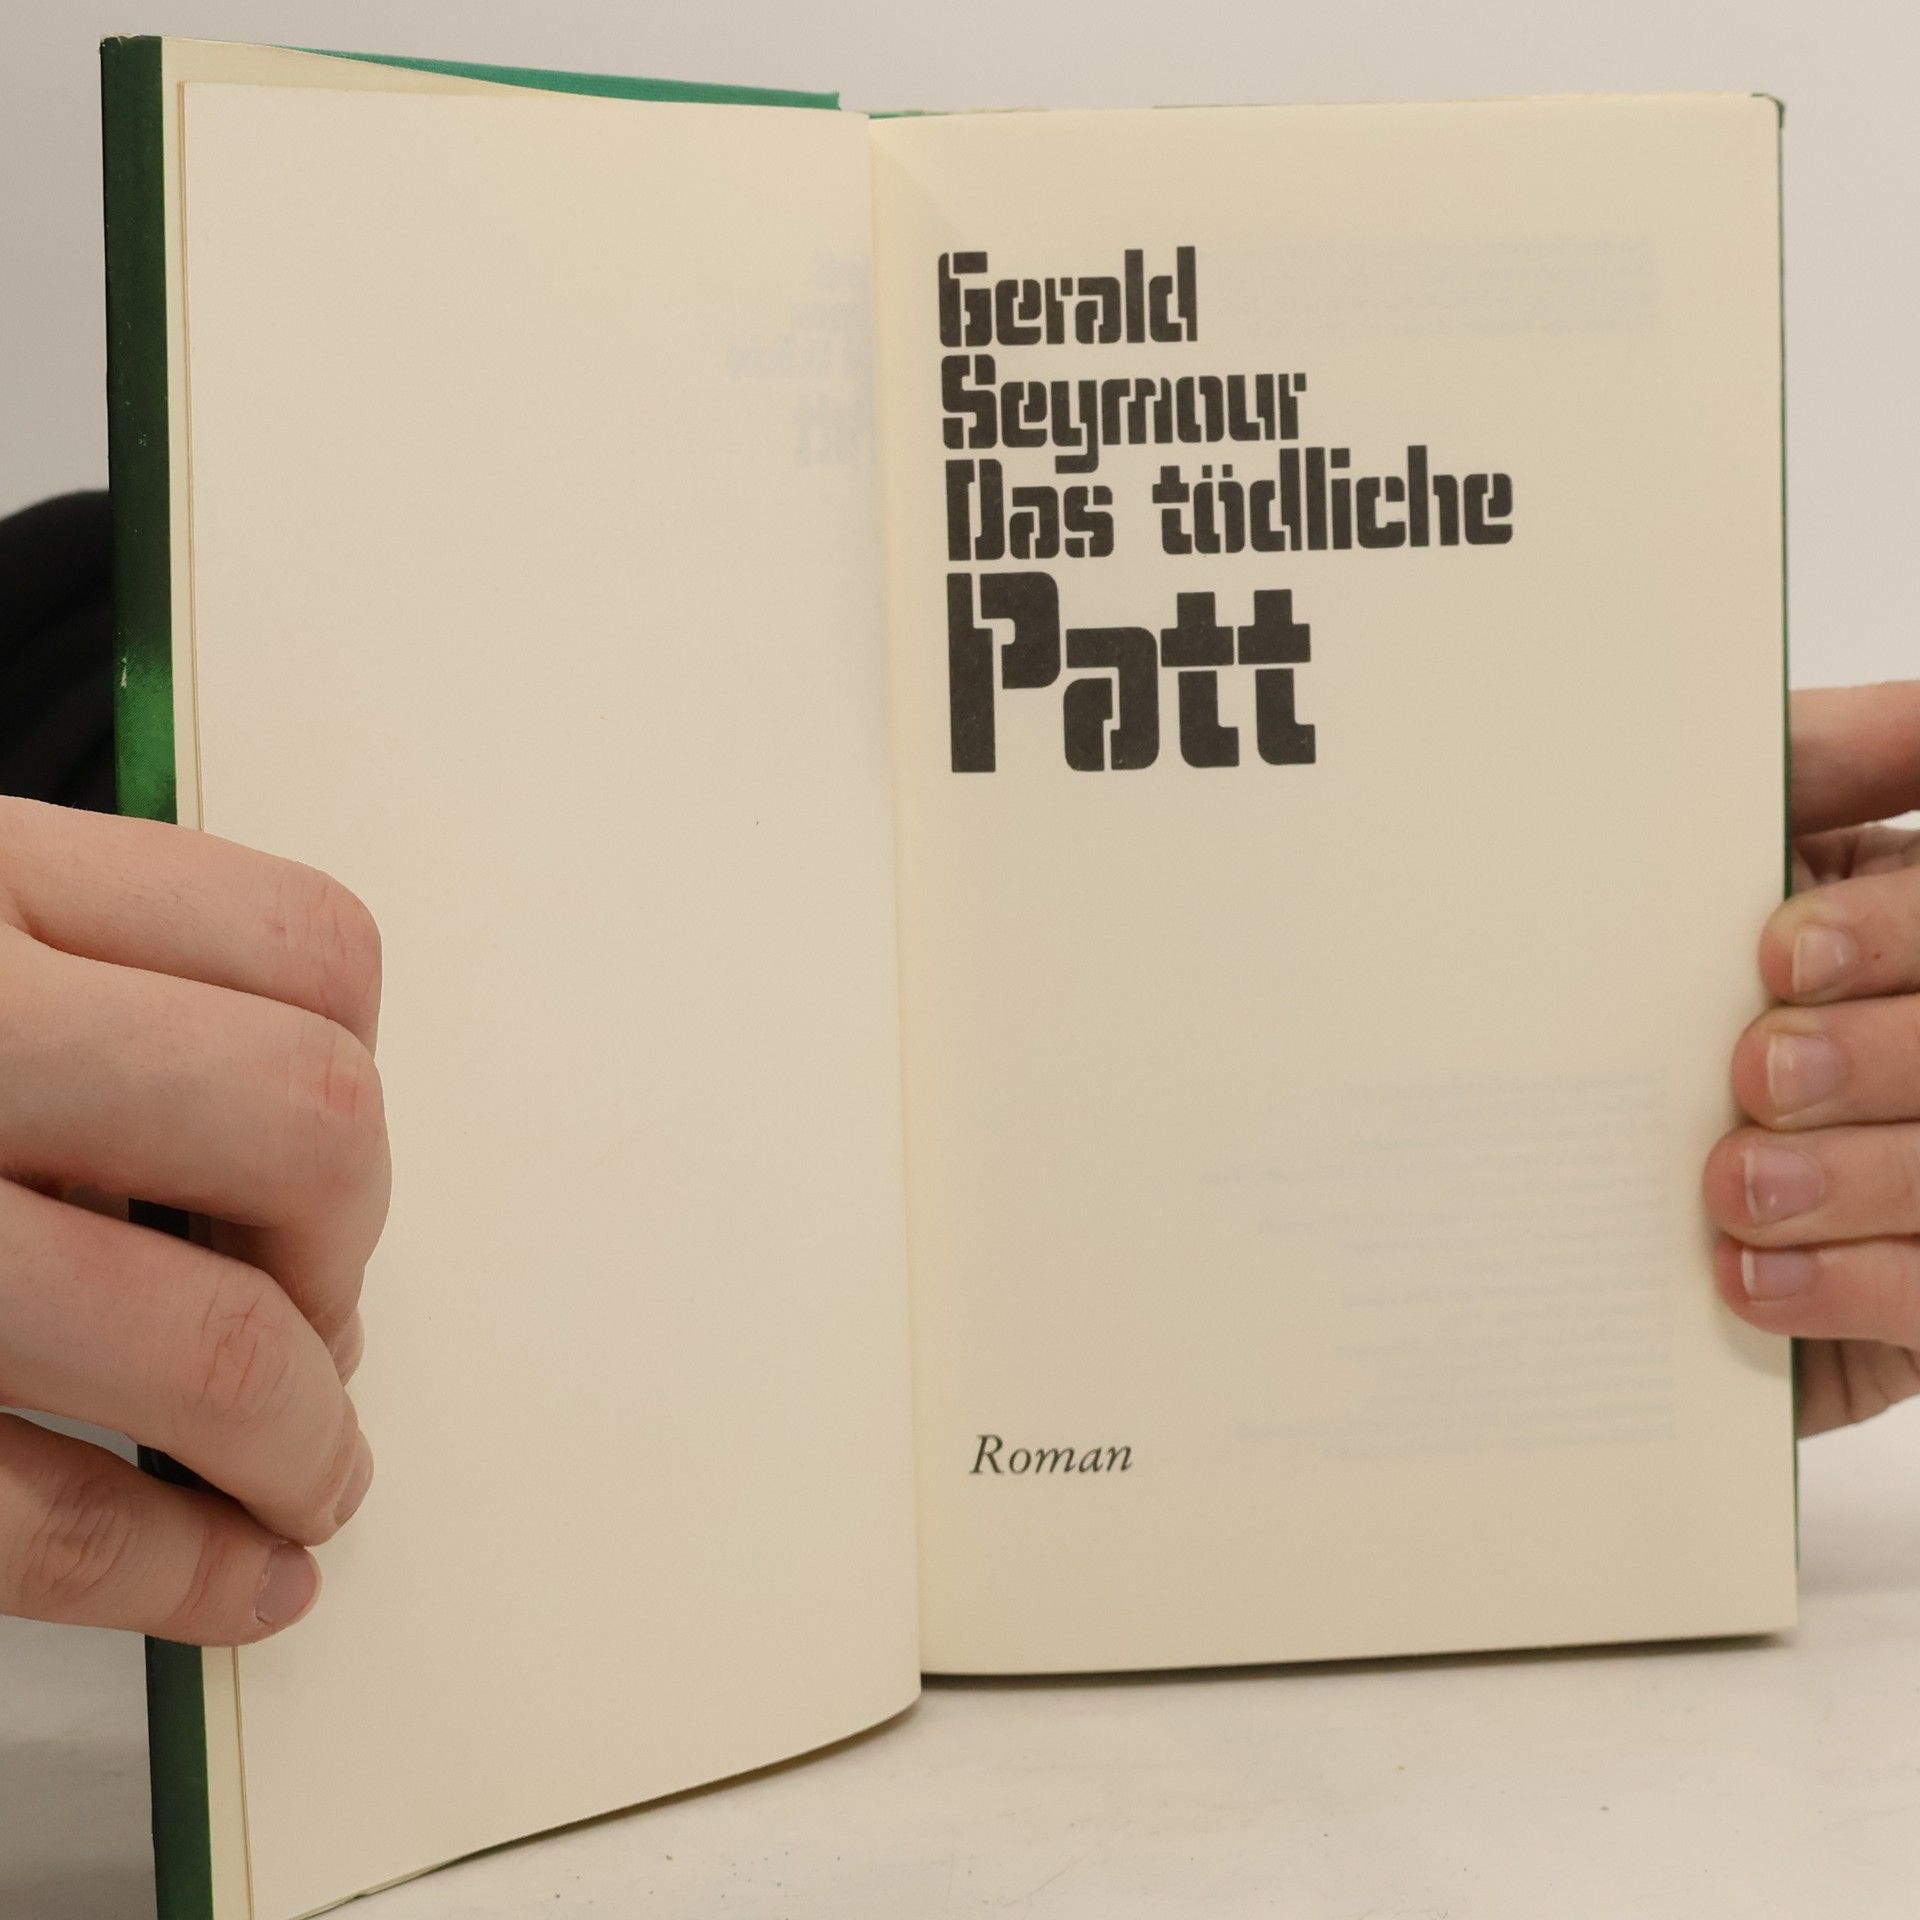 Gerald
Seymour
Das tödliche
Patt
Roman